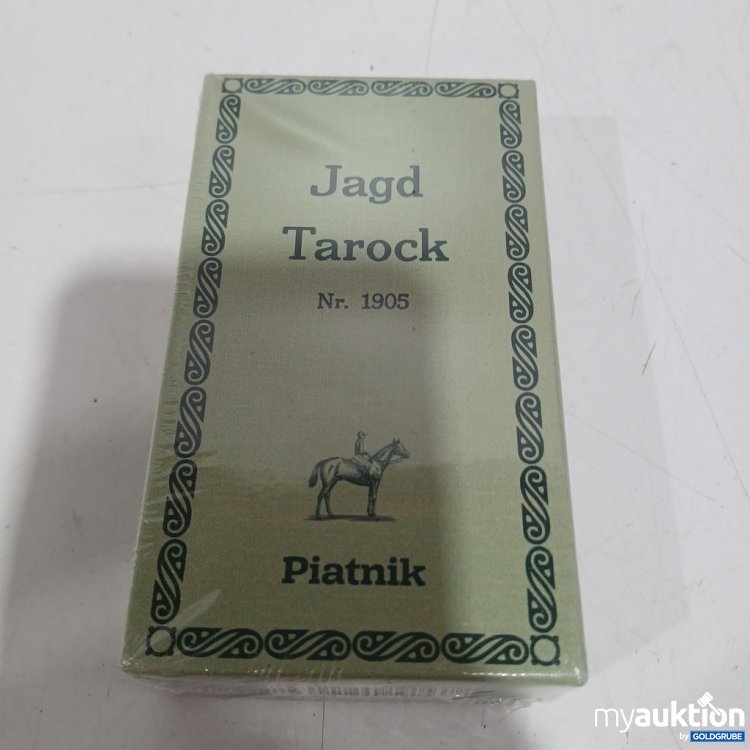 Jagd
Tarock
Nr. 1905
Piatnik
myauktion
by GOLDGRUBE